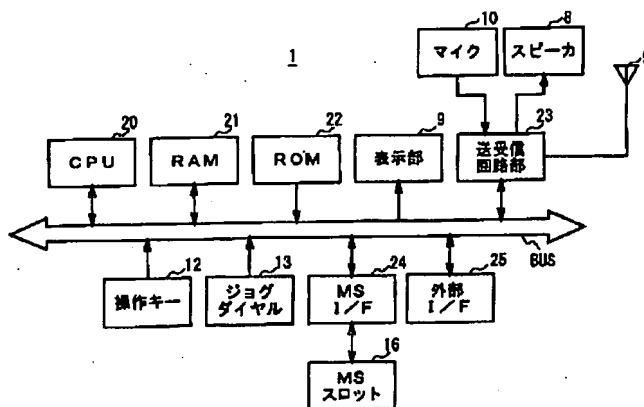 10
8
1
マイク
スピーカ
20
21
22
9
23
CPU
RAM
ROM
表示部
送受信
回路部
BUS
12
13
24
25
操作キー
ジョグ
ダイヤル
MS
I/F
外部
I/F
16
MS
スロット